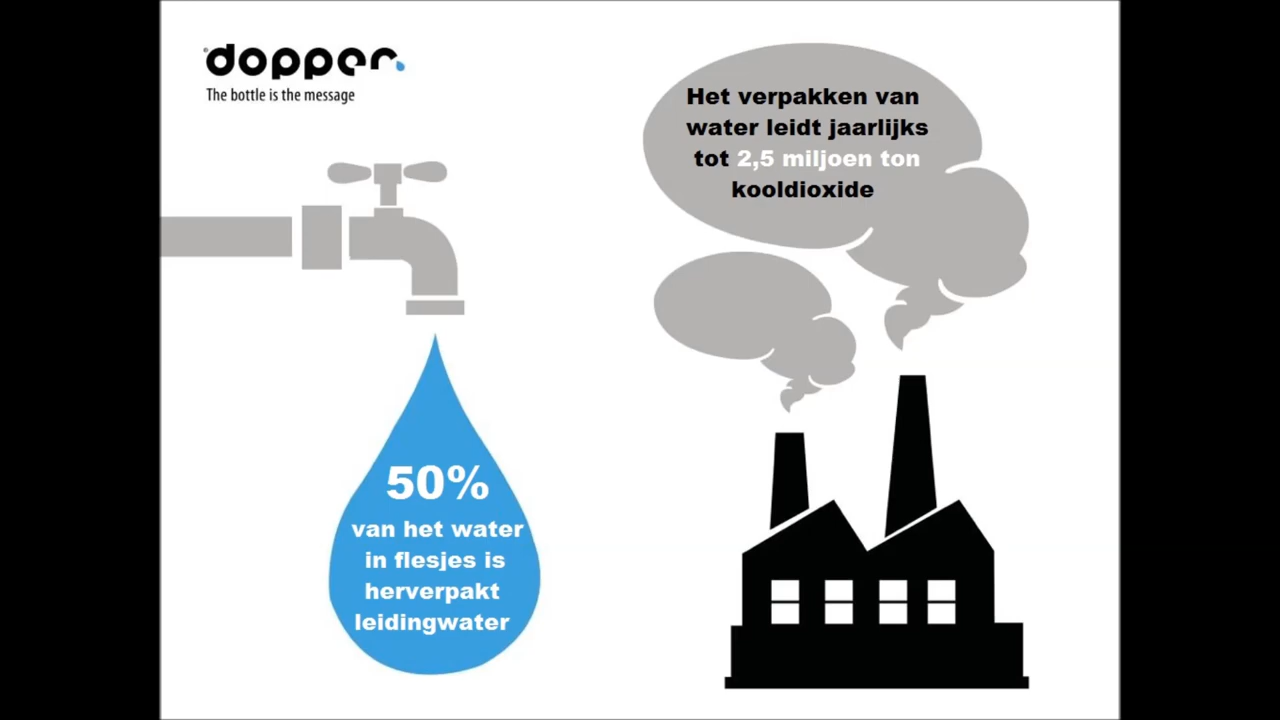 dopper
The bottle is the message
Het verpakken van
water leidt jaarlijks
tot 2,5 miljoen ton
kooldioxide
50%
van het water
in flesjes is
herverpakt
leidingwater